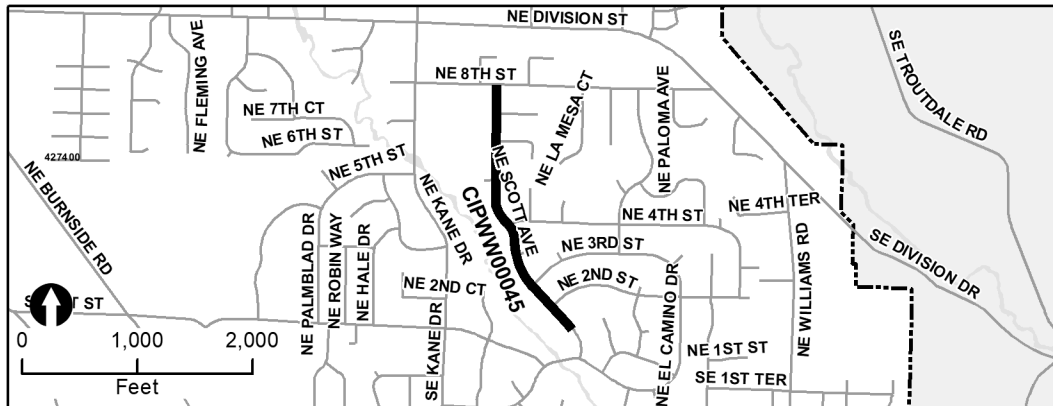 NE DIVISION ST
NE FLEMING AVE
SE TROUTDALE RD
NE 8TH ST
NE LA MESA CT
NE PALOMA AVE
NE 7TH CT
NE 6TH ST
427400
NE 5TH ST
NE SCOTT AVE
NE BURNSIDE RD
NE KANE DR
CIPWW00045
NE 4TH ST
NE 4TH TER
NE PALMBLAD DR
NE ROBIN WAY
NE HALE DR
NE 3RD ST
NE WILLIAMS RD
SE DIVISION DR
NE 2ND CT
NE 2ND ST
NE EL CAMINO DR
ST
SE KANE DR
NE 1ST ST
SE 1ST TER
0 1,000 2,000
Feet